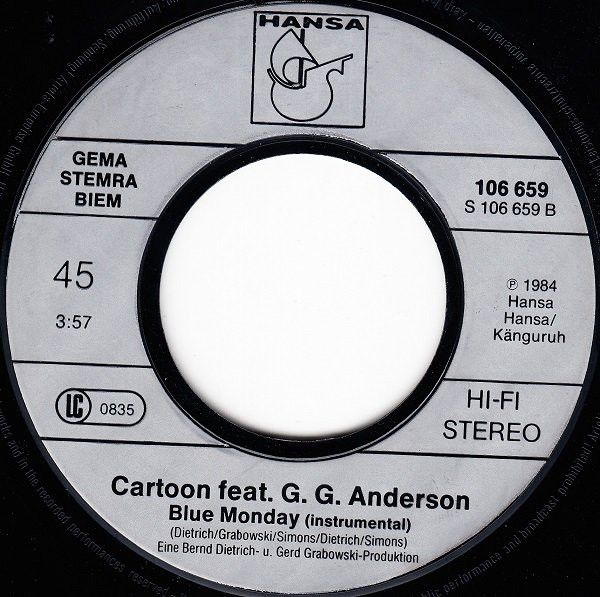 HANSA
GEMA
STEMRA
BIEM
106 659
S 106 659 B
45
3:57
℗ 1984
Hansa
Hansa/
Känguruh
LC 0835
HI-FI
STEREO
Cartoon feat. G. G. Anderson
Blue Monday (instrumental)
(Dietrich/Grabowski/Simons/Dietrich/Simons)
Eine Bernd Dietrich- u. Gerd Grabowski-Produktion